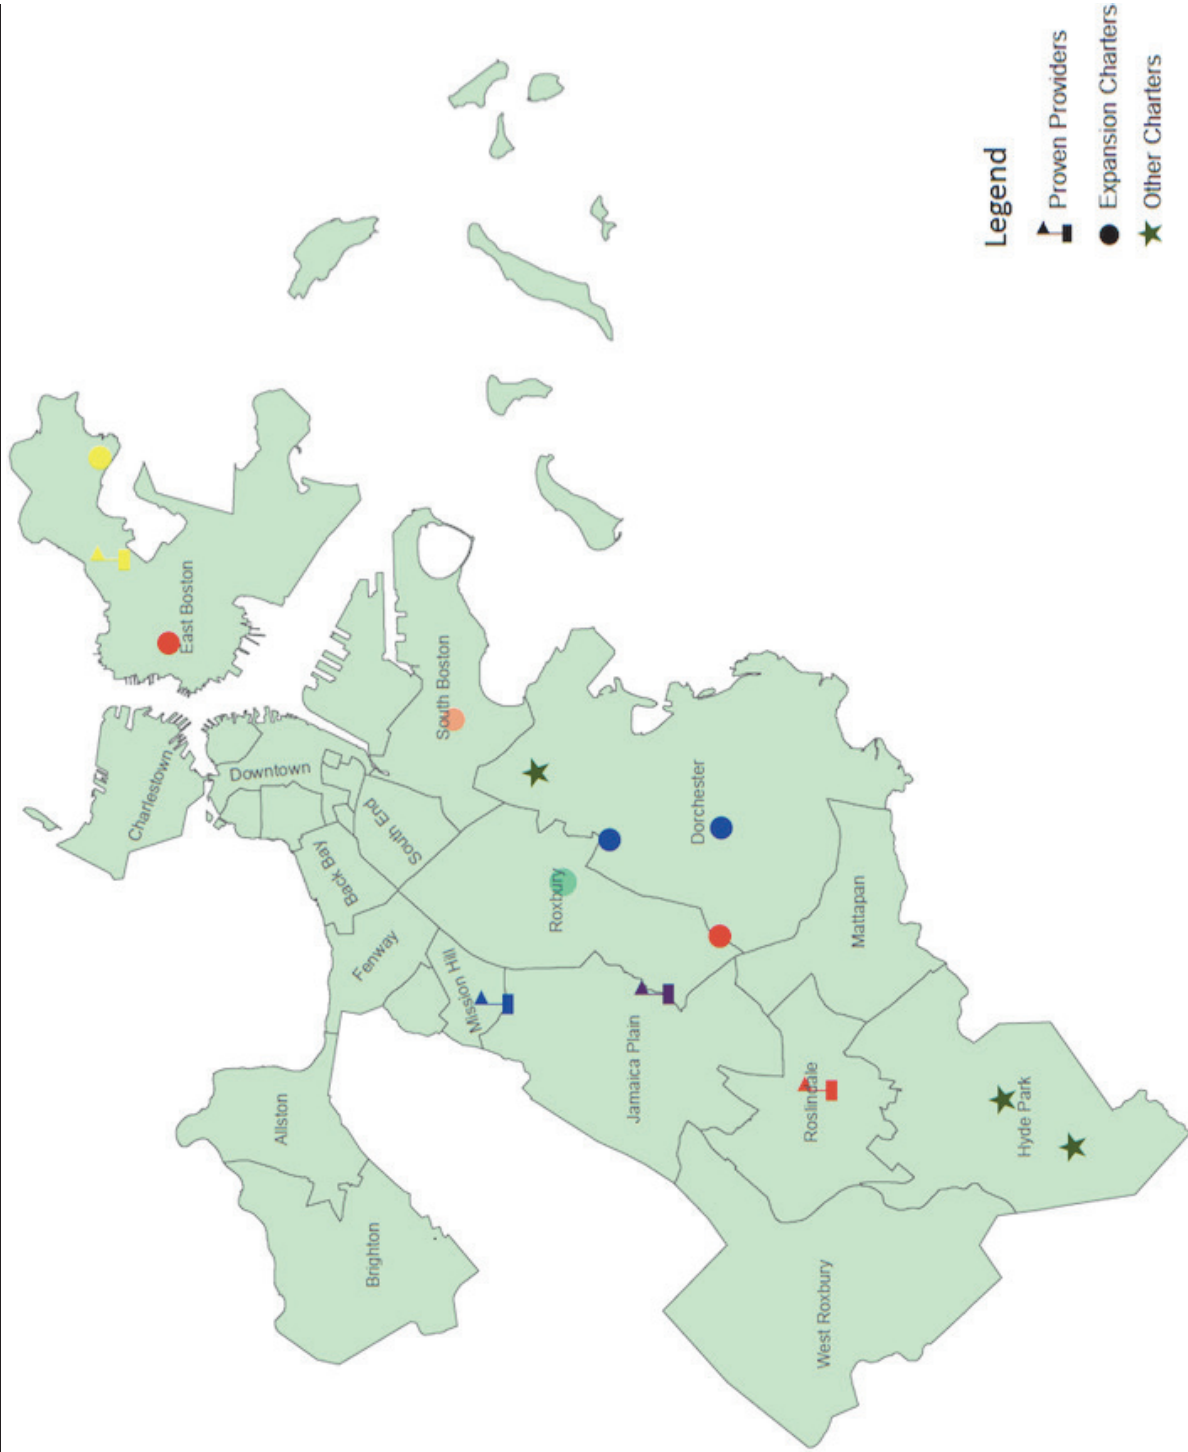 Charlestown
East Boston
Downtown
South Boston
South End
Back Bay
Fenway
Mission Hill
Roxbury
Dorchester
Allston
Brighton
Jamaica Plain
Mattapan
Roslindale
Hyde Park
West Roxbury
Legend
Proven Providers
Expansion Charters
Other Charters